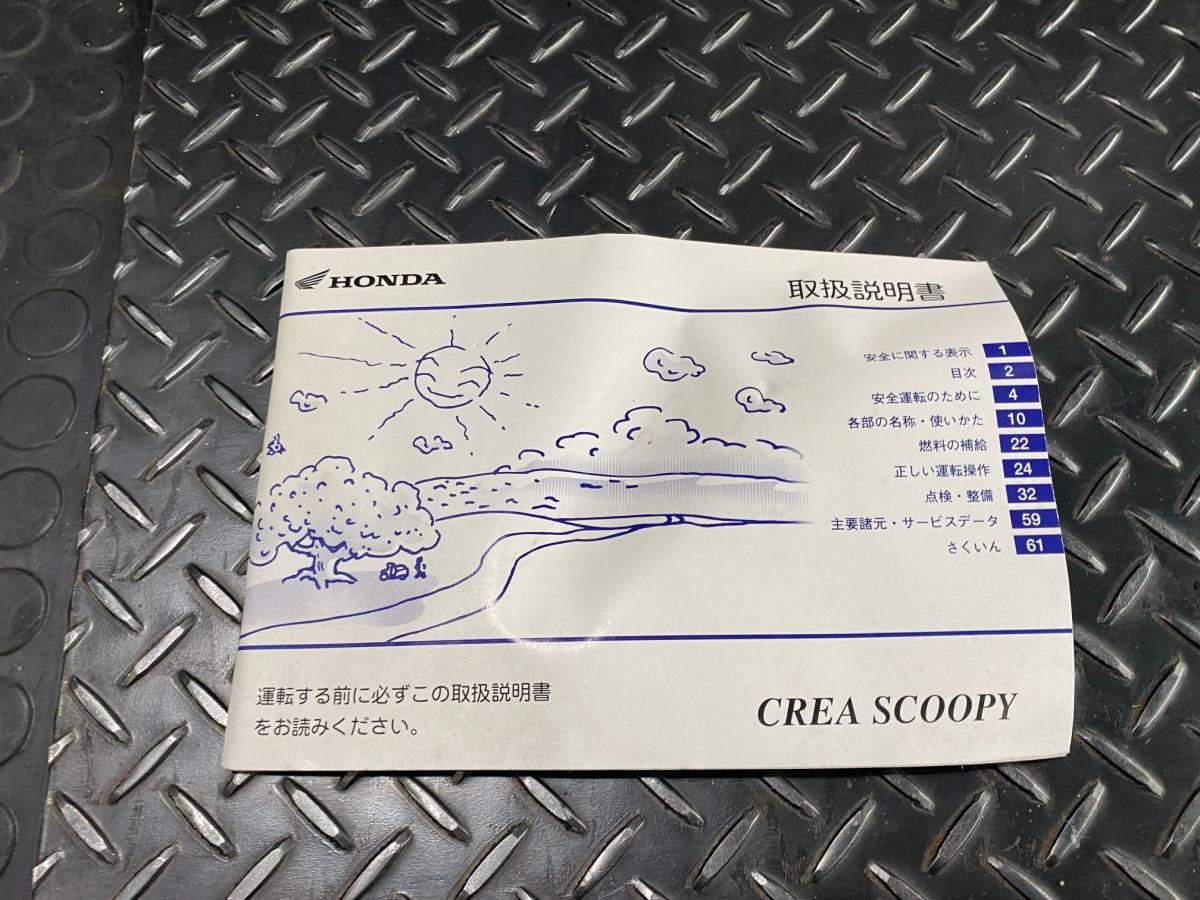 HONDA
取扱説明書
安全に関する表示 1
目次 2
安全運転のために 4
各部の名称・使いかた 10
燃料の補給 22
正しい運転操作 24
点検・整備 32
主要諸元・サービスデータ 59
さくいん 61
運転する前に必ずこの取扱説明書
をお読みください。
CREA SCOOPY